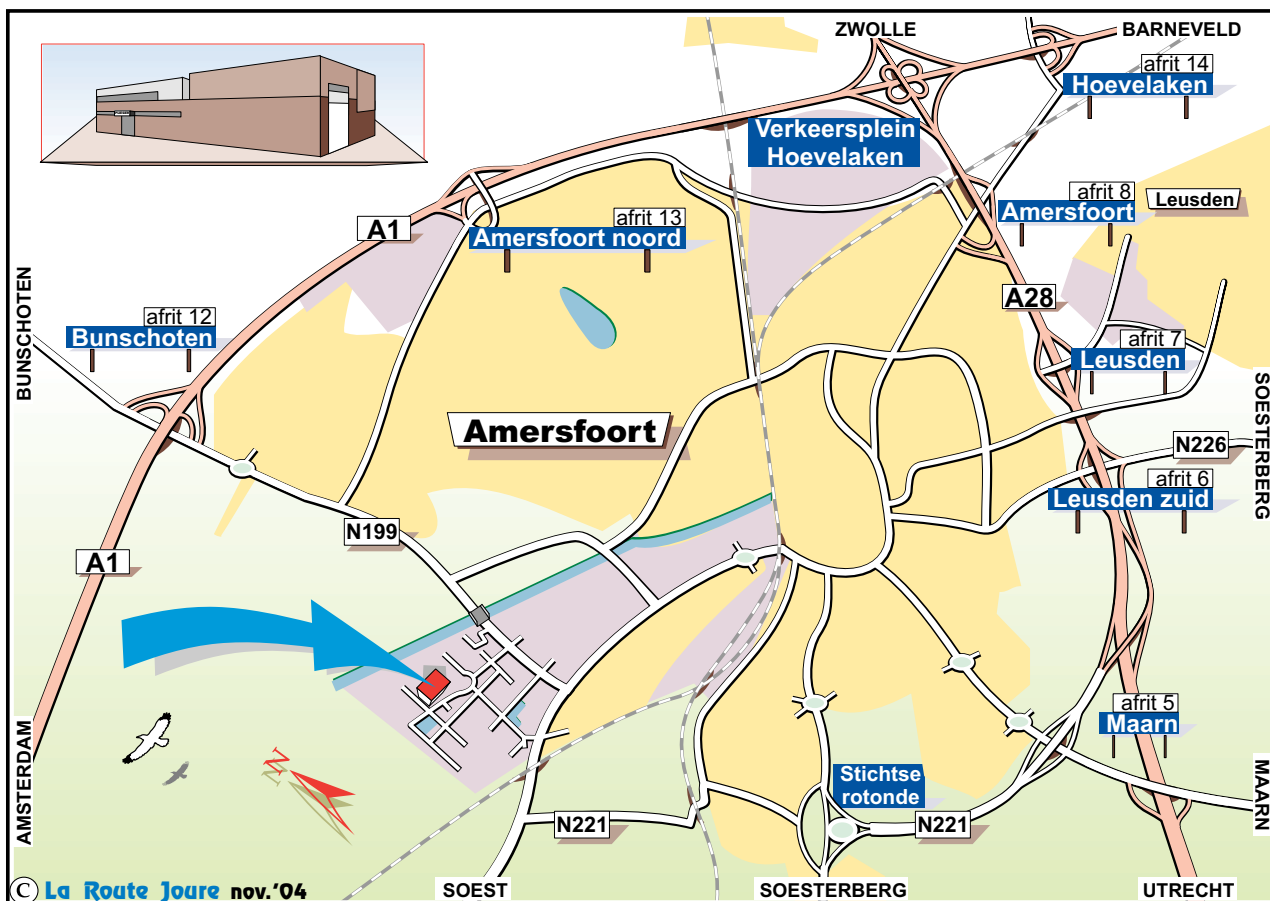 ZWOLLE
BARNEVELD
afrit 14
Hoevelaken
Verkeersplein
Hoevelaken
afrit 8
Amersfoort
Leusden
A1
afrit 13
Amersfoort noord
BUNSCHOTEN
afrit 12
Bunschoten
A28
afrit 7
Leusden
SOESTERBERG
Amersfoort
N226
afrit 6
Leusden zuid
N199
A1
afrit 5
Maarn
AMSTERDAM
N
N
Stichtse
rotonde
MAARN
N221
N221
© La Route Joure nov.'04
SOEST
SOESTERBERG
UTRECHT